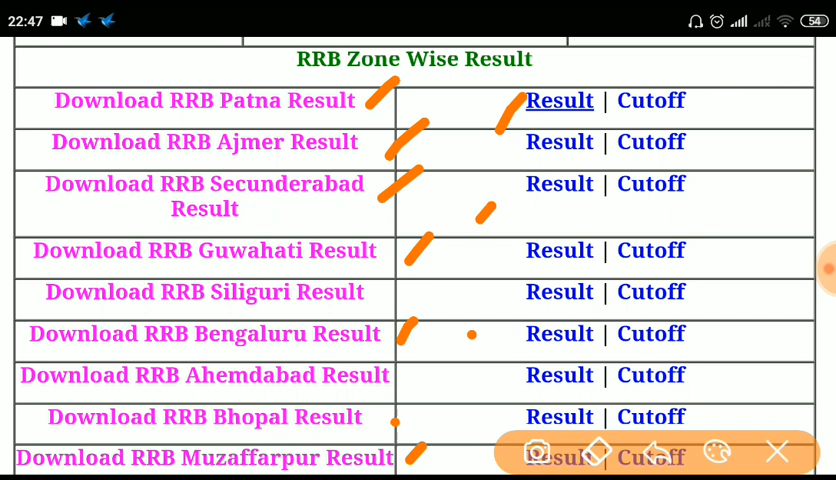 22:47
54
RRB Zone Wise Result
Download RRB Patna Result Result | Cutoff
Download RRB Ajmer Result Result | Cutoff
Download RRB Secunderabad Result | Cutoff
Result
Download RRB Guwahati Result Result | Cutoff
Download RRB Siliguri Result Result | Cutoff
Download RRB Bengaluru Result Result | Cutoff
Download RRB Ahemdabad Result Result | Cutoff
Download RRB Bhopal Result Result | Cutoff
Download RRB Muzaffarpur Result Result | Cutoff